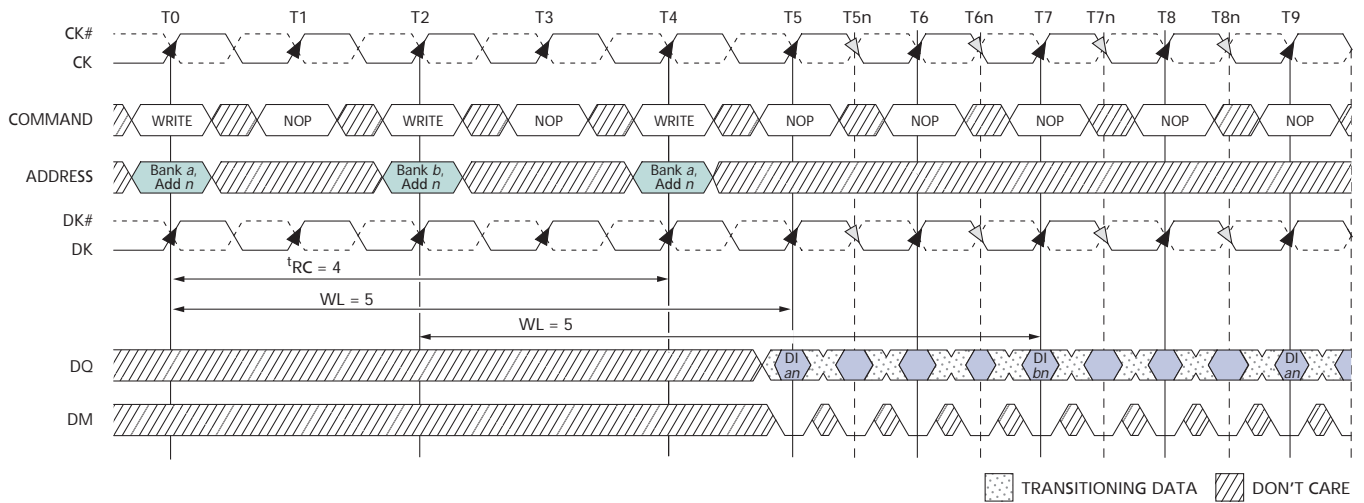 T0 T1 T2 T3 T4 T5 T5n T6 T6n T7 T7n T8 T8n T9
CK#
CK
COMMAND WRITE NOP WRITE NOP WRITE NOP NOP NOP NOP NOP
ADDRESS Bank a, Add n Bank b, Add n Bank a, Add n
DK#
DK
tRC = 4
WL = 5
WL = 5
DQ DI an DI bn DI an
DM
TRANSITIONING DATA DON'T CARE